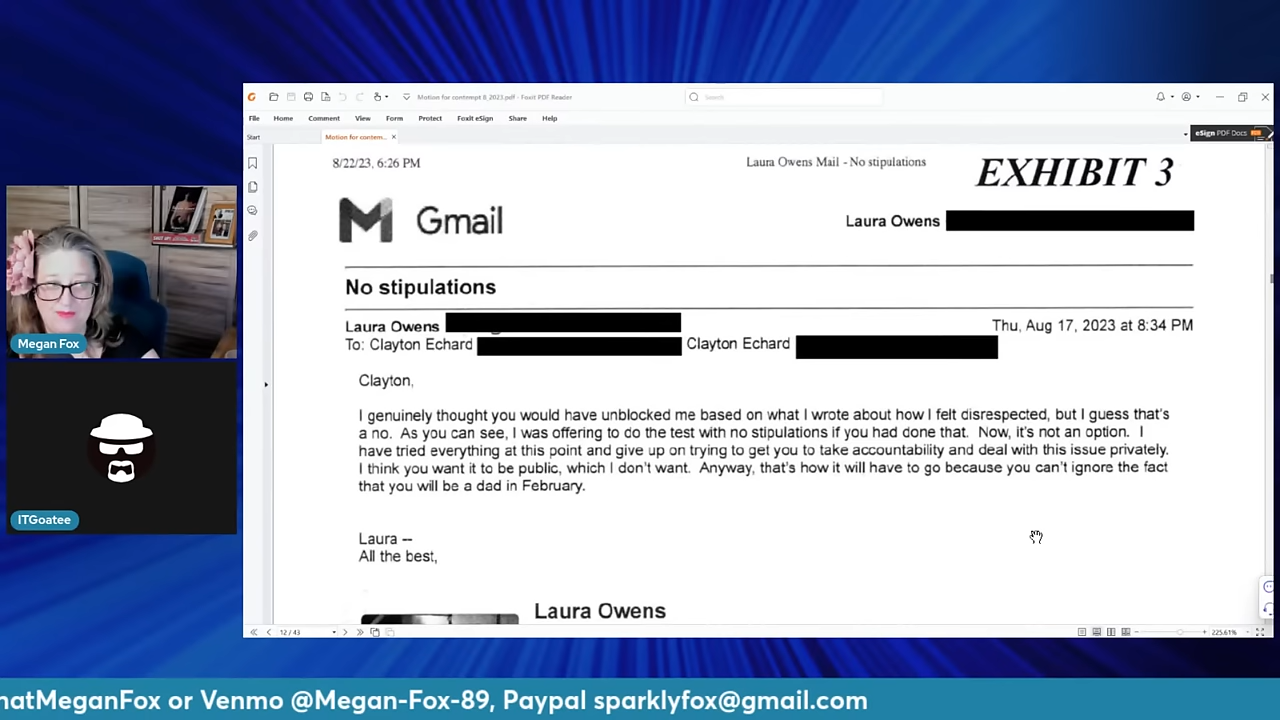 Motion for contempt 8_2023.pdf - Foxit PDF Reader
Search
File Home Comment View Form Protect Foxit eSign Share Help
Start
Motion for contem...
eSign PDF Docs
8/22/23, 6:26 PM
Laura Owens Mail - No stipulations
EXHIBIT 3
Gmail
Laura Owens
No stipulations
Laura Owens
Thu, Aug 17, 2023 at 8:34 PM
To: Clayton Echard Clayton Echard
Clayton,
I genuinely thought you would have unblocked me based on what I wrote about how I felt disrespected, but I guess that's
a no. As you can see, I was offering to do the test with no stipulations if you had done that. Now, it's not an option. I
have tried everything at this point and give up on trying to get you to take accountability and deal with this issue privately.
I think you want it to be public, which I don't want. Anyway, that's how it will have to go because you can't ignore the fact
that you will be a dad in February.
Laura --
All the best,
Laura Owens
12 / 43
225.61%
Megan Fox
ITGoatee
hatMeganFox or Venmo @Megan-Fox-89, Paypal sparklyfox@gmail.com